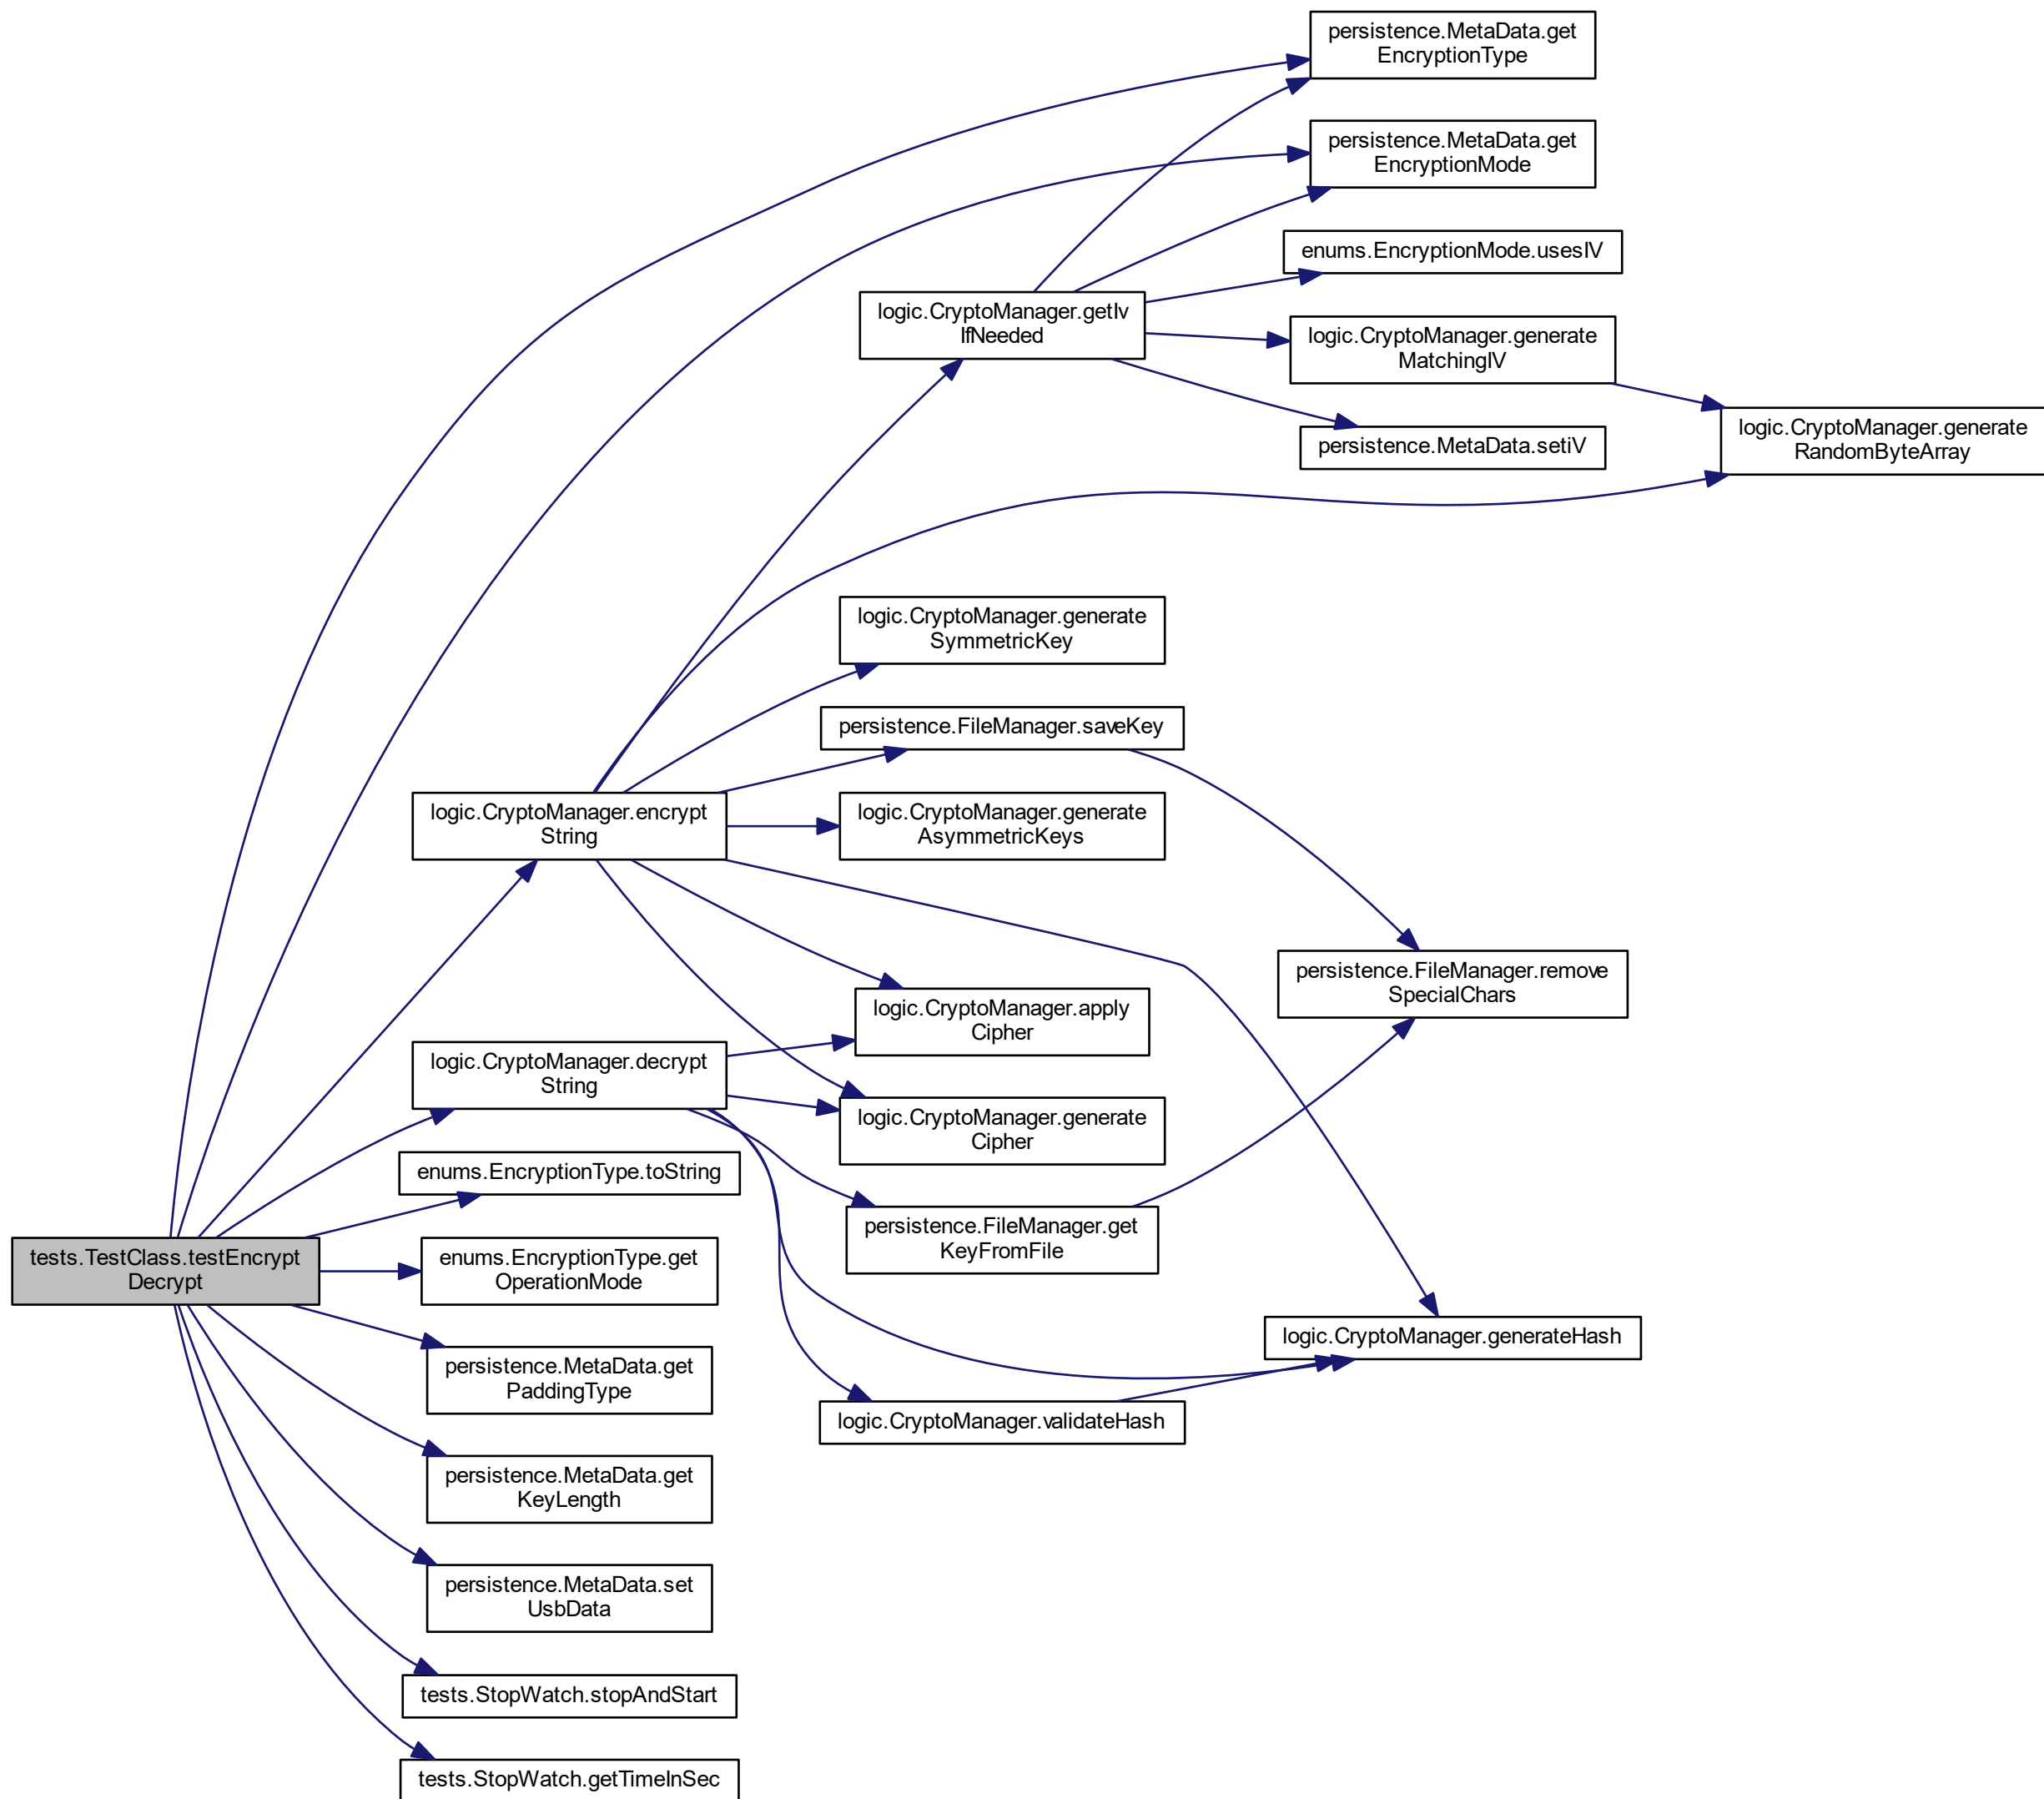 persistence.MetaData.get
EncryptionType
persistence.MetaData.get
EncryptionMode
enums.EncryptionMode.usesIV
logic.CryptoManager.getIv
IfNeeded
logic.CryptoManager.generate
MatchingIV
logic.CryptoManager.generate
RandomByteArray
persistence.MetaData.setiV
logic.CryptoManager.generate
SymmetricKey
persistence.FileManager.saveKey
logic.CryptoManager.encrypt
String
logic.CryptoManager.generate
AsymmetricKeys
persistence.FileManager.remove
SpecialChars
logic.CryptoManager.apply
Cipher
logic.CryptoManager.decrypt
String
logic.CryptoManager.generate
Cipher
enums.EncryptionType.toString
persistence.FileManager.get
KeyFromFile
tests.TestClass.testEncrypt
Decrypt
enums.EncryptionType.get
OperationMode
logic.CryptoManager.generateHash
persistence.MetaData.get
PaddingType
logic.CryptoManager.validateHash
persistence.MetaData.get
KeyLength
persistence.MetaData.set
UsbData
tests.StopWatch.stopAndStart
tests.StopWatch.getTimeInSec